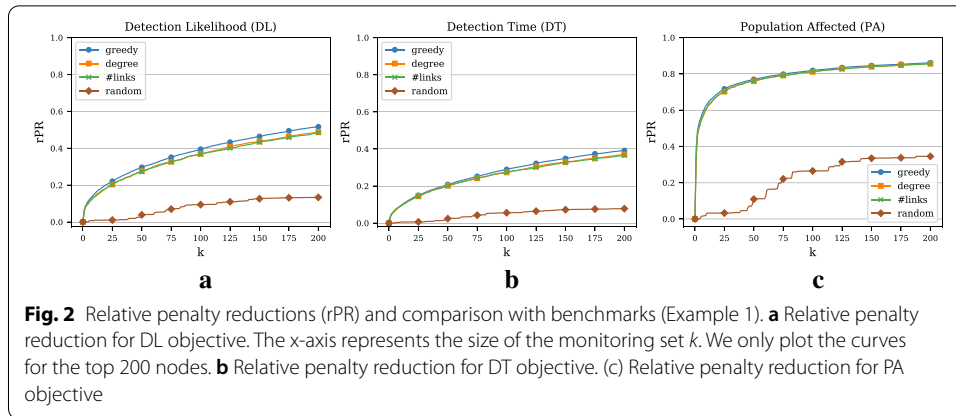 Detection Likelihood (DL)
1.0
0.8
0.6
0.4
0.2
0.0
rPR
greedy
degree
#links
random
0 25 50 75 100 125 150 175 200
k
a
Detection Time (DT)
1.0
0.8
0.6
0.4
0.2
0.0
rPR
greedy
degree
#links
random
0 25 50 75 100 125 150 175 200
k
b
Population Affected (PA)
1.0
0.8
0.6
0.4
0.2
0.0
rPR
greedy
degree
#links
random
0 25 50 75 100 125 150 175 200
k
c
Fig. 2 Relative penalty reductions (rPR) and comparison with benchmarks (Example 1). a Relative penalty
reduction for DL objective. The x-axis represents the size of the monitoring set k. We only plot the curves
for the top 200 nodes. b Relative penalty reduction for DT objective. (c) Relative penalty reduction for PA
objective